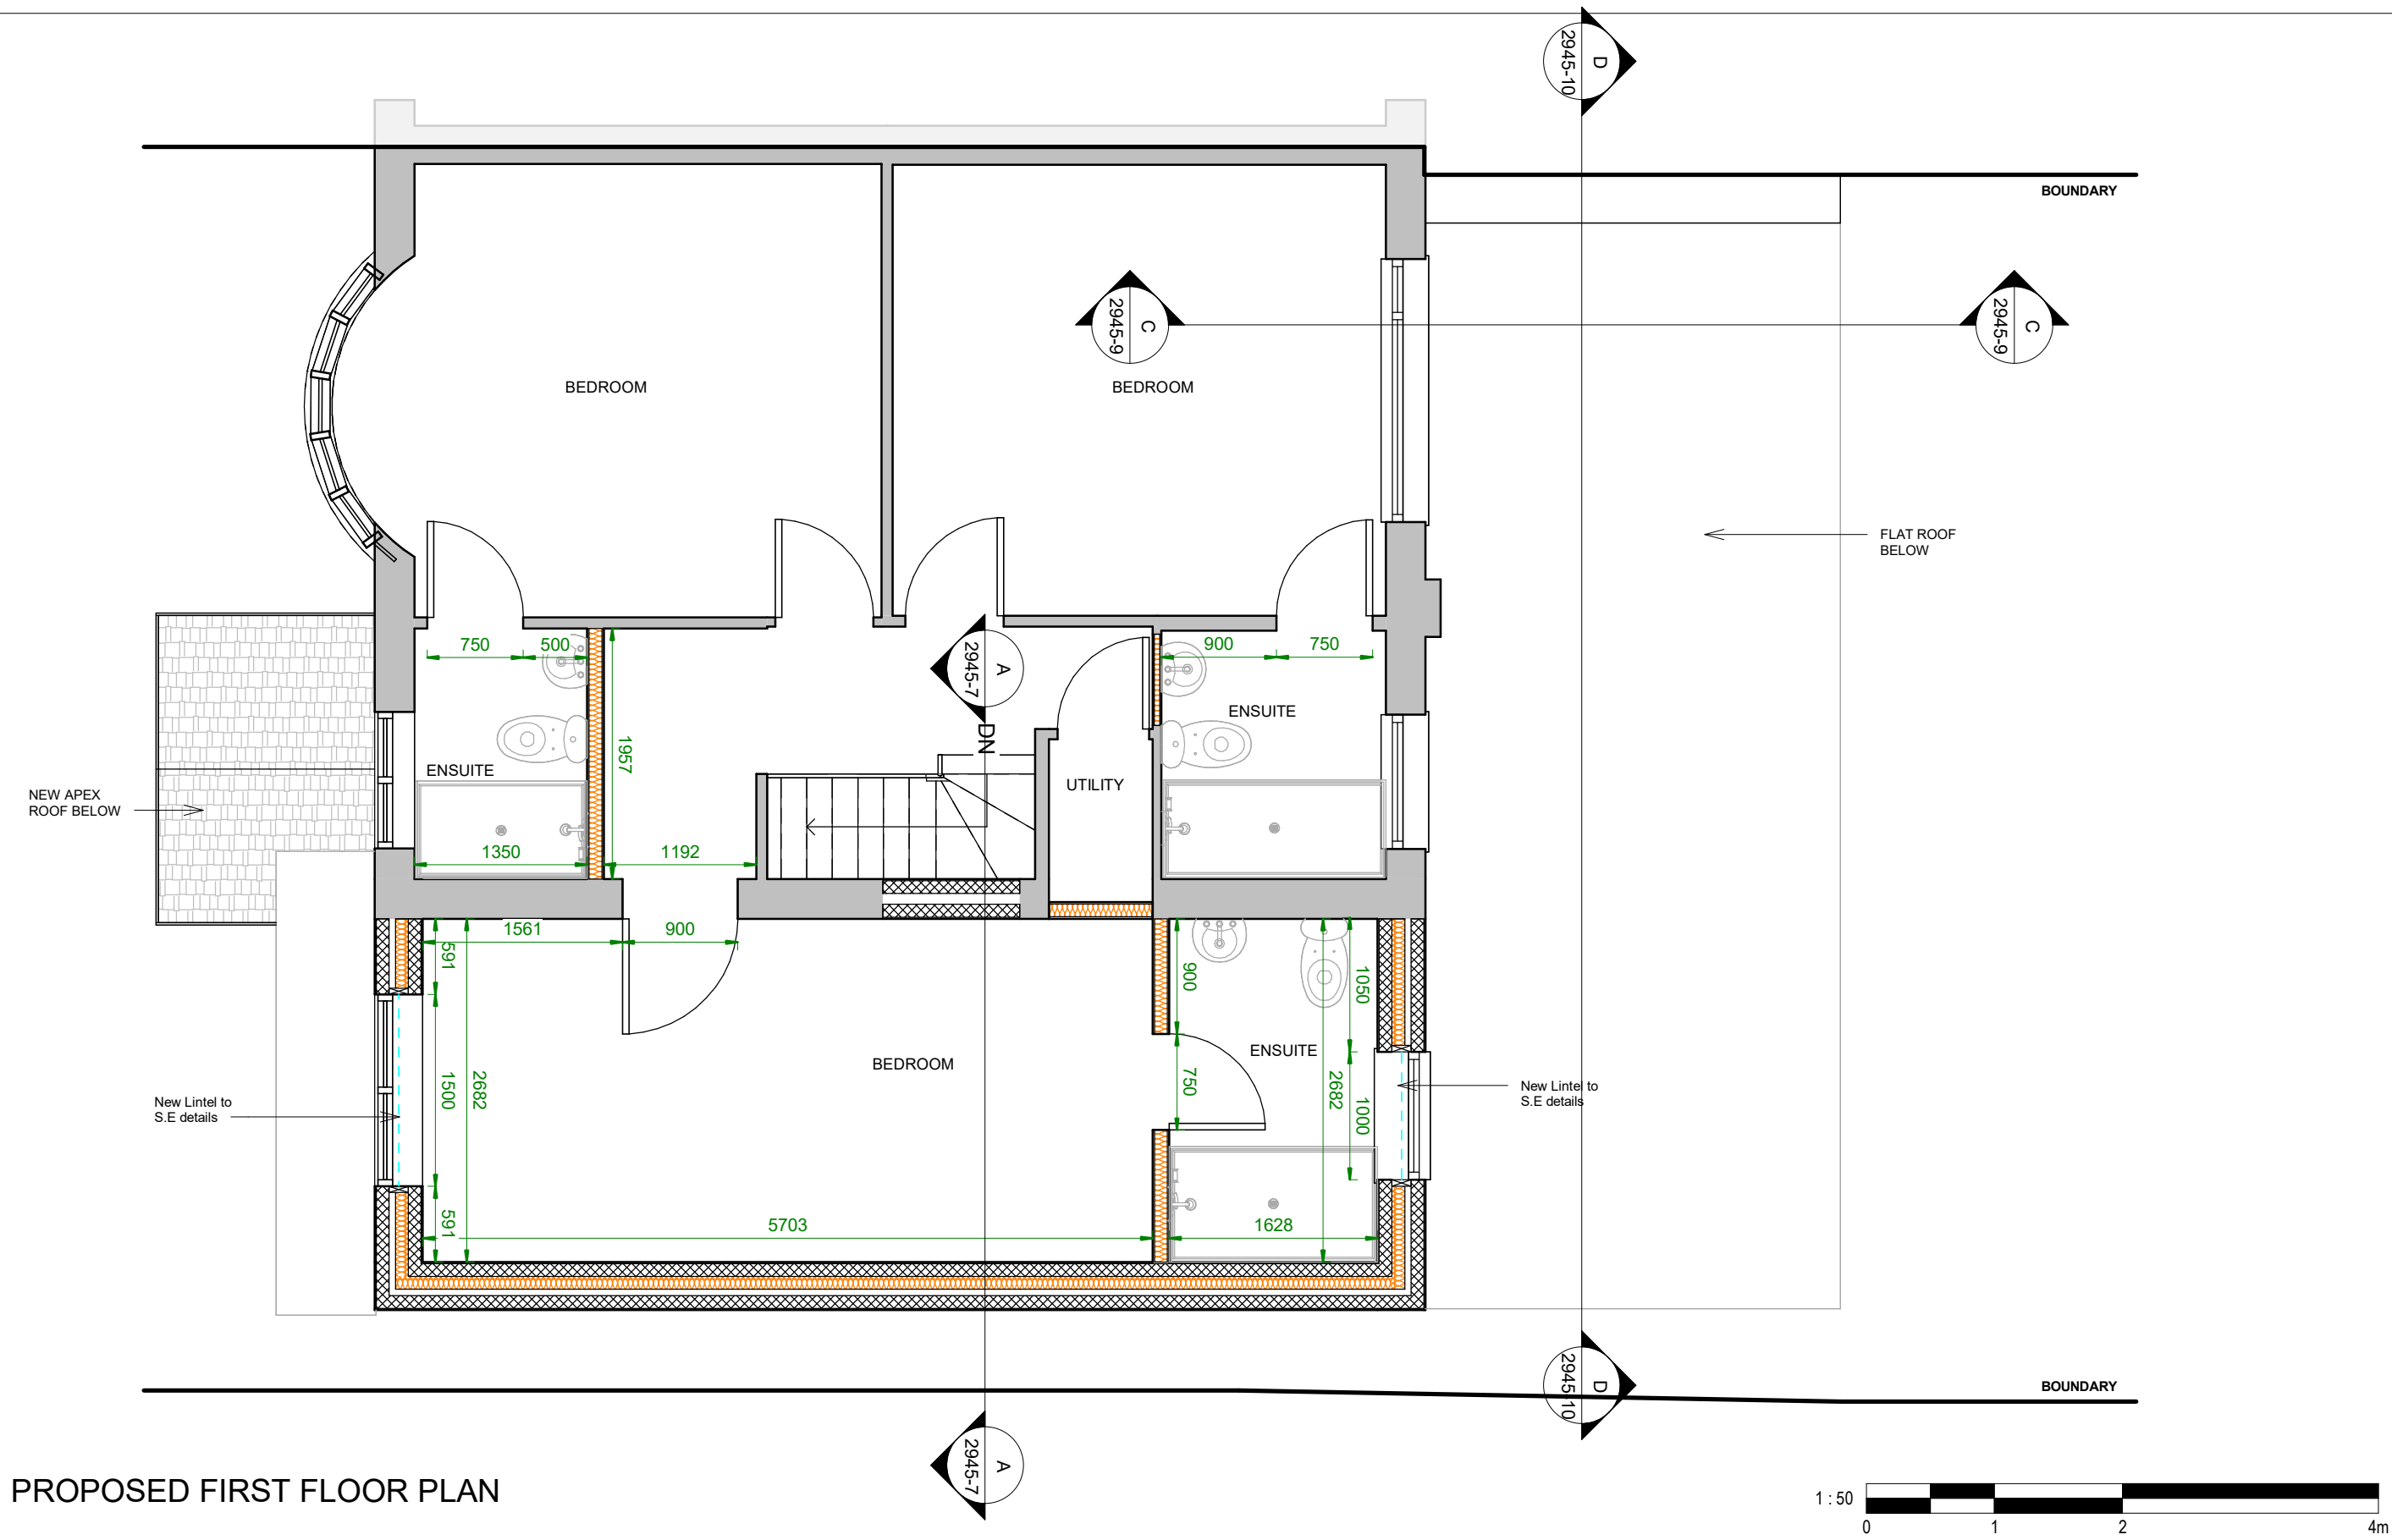 D
2945-10
BOUNDARY
C
2945-9
C
2945-9
BEDROOM
BEDROOM
FLAT ROOF
BELOW
750
500
A
2945-7
900
750
ENSUITE
1957
DN
ENSUITE
UTILITY
NEW APEX
ROOF BELOW
1350
1192
1561
900
591
900
1050
BEDROOM
ENSUITE
1500
2682
750
2682
1000
New Lintel to
S.E details
New Lintel to
S.E details
591
5703
1628
D
2945-10
BOUNDARY
A
2945-7
PROPOSED FIRST FLOOR PLAN
1 : 50
0 1 2 4m